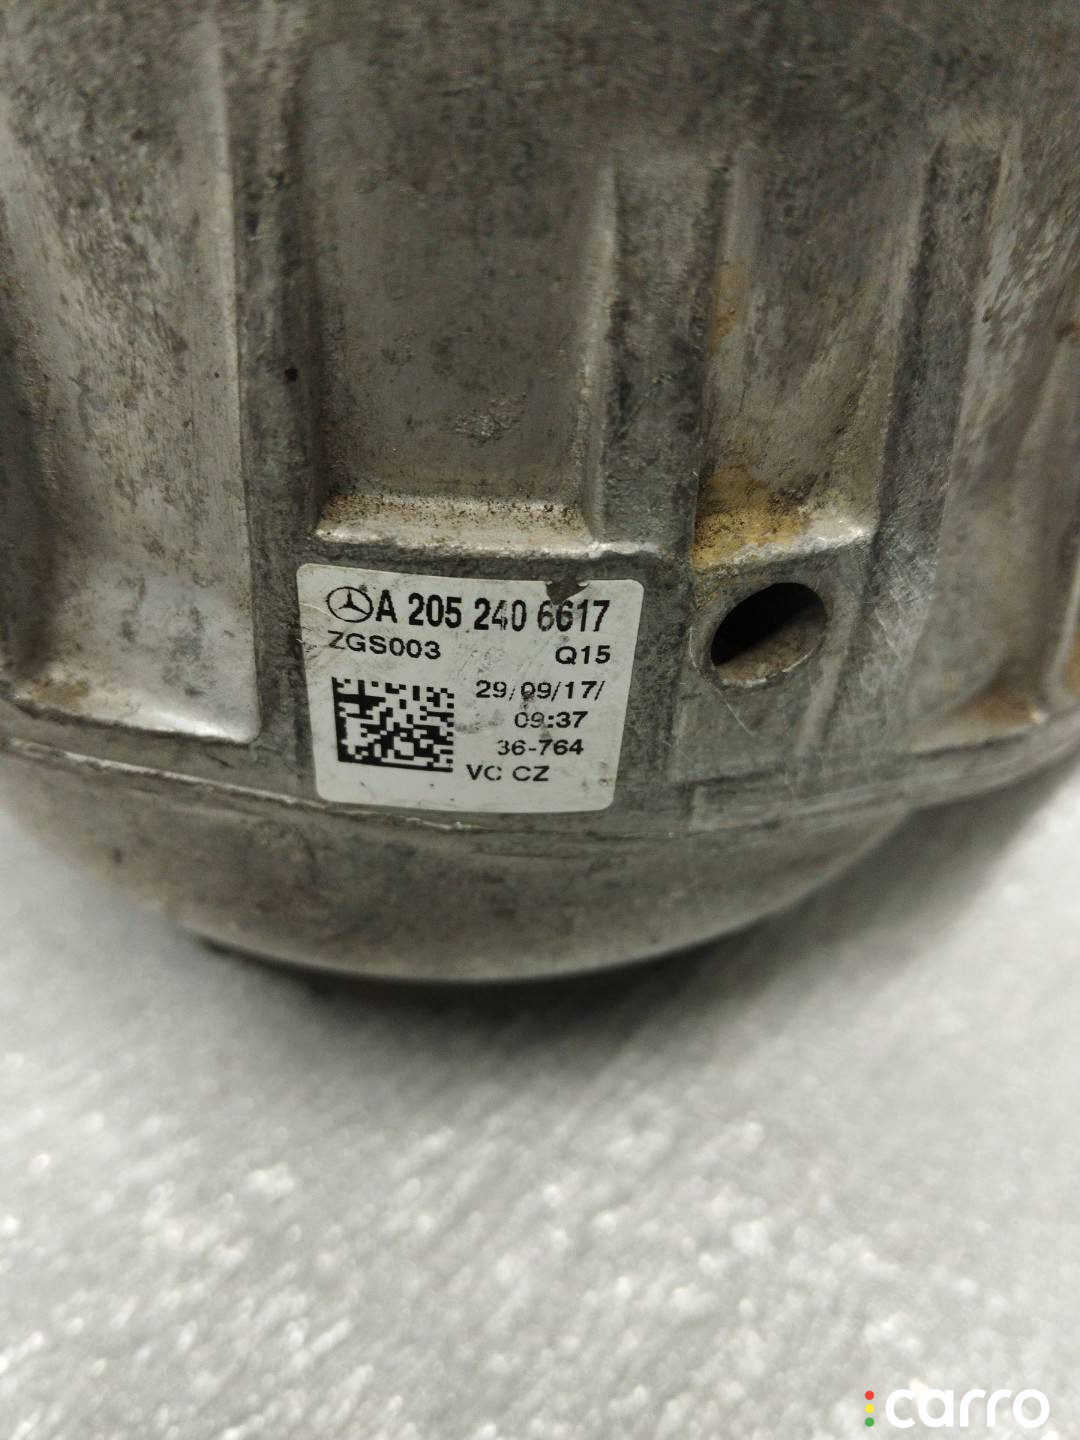 A 205 240 6617
ZGS003 Q15
29/09/17/
09:37
36-764
VC CZ
carro